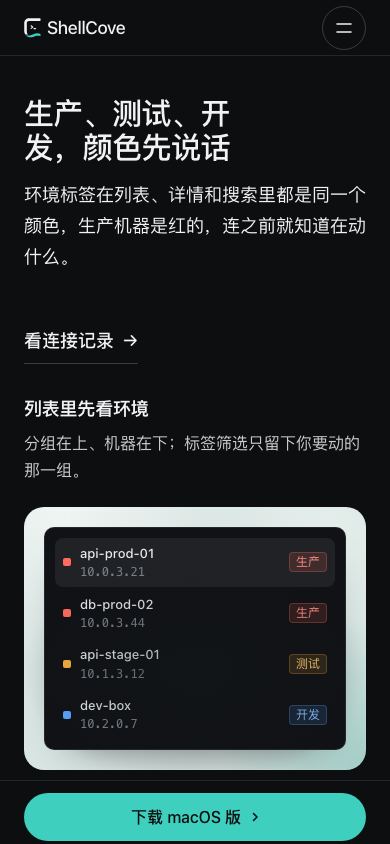 ShellCove
生产、测试、开
发，颜色先说话
环境标签在列表、详情和搜索里都是同一个
颜色，生产机器是红的，连之前就知道在动
什么。
看连接记录 →
列表里先看环境
分组在上、机器在下；标签筛选只留下你要动的
那一组。
api-prod-01
10.0.3.21
生产
db-prod-02
10.0.3.44
生产
api-stage-01
10.1.3.12
测试
dev-box
10.2.0.7
开发
下载 macOS 版 ›